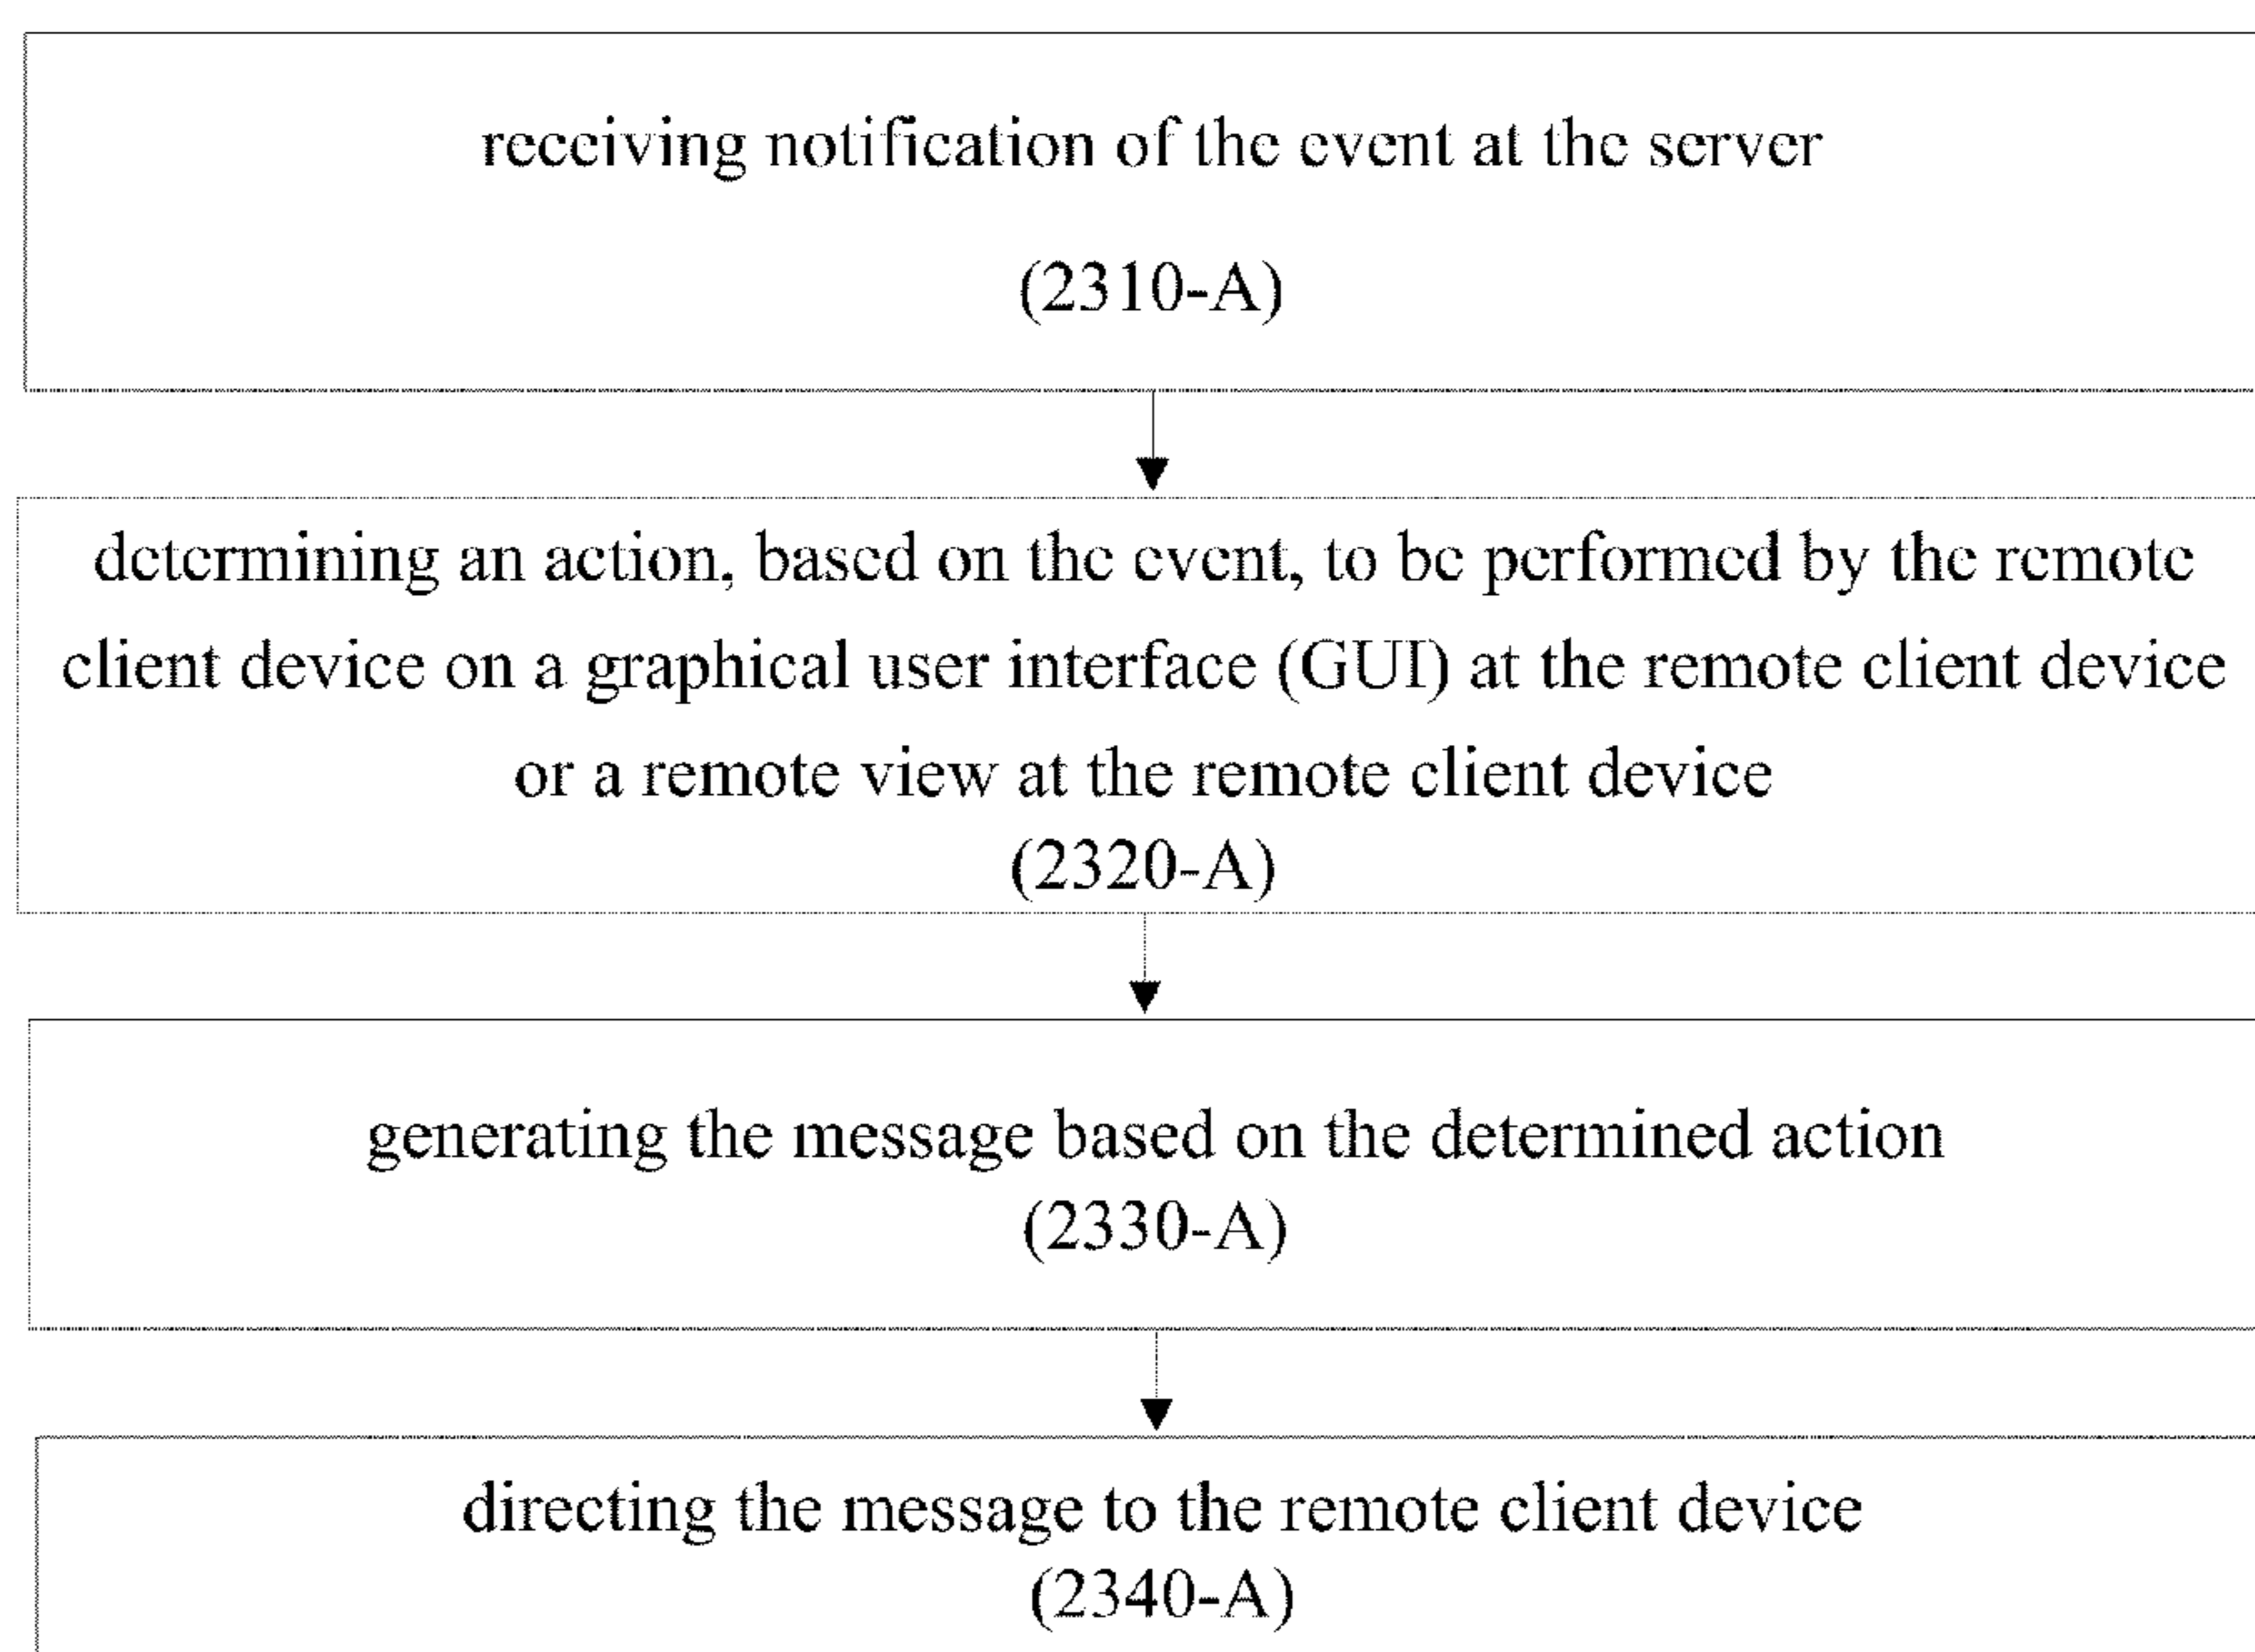 receiving notification of the event at the server
(2310-A)
determining an action, based on the event, to be performed by the remote
client device on a graphical user interface (GUI) at the remote client device
or a remote view at the remote client device
(2320-A)
generating the message based on the determined action
(2330-A)
directing the message to the remote client device
(2340-A)